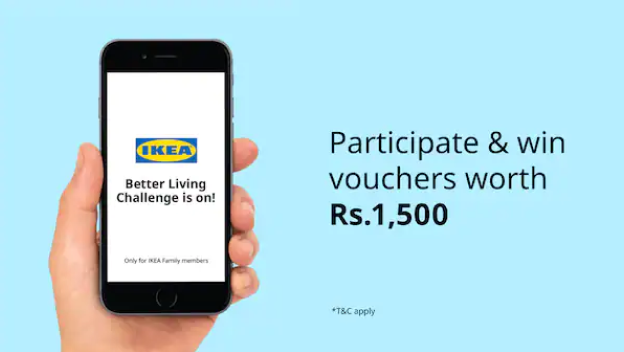 IKEA
Better Living
Challenge is on!
Only for IKEA Family members
Participate & win
vouchers worth
Rs.1,500
*T&C apply